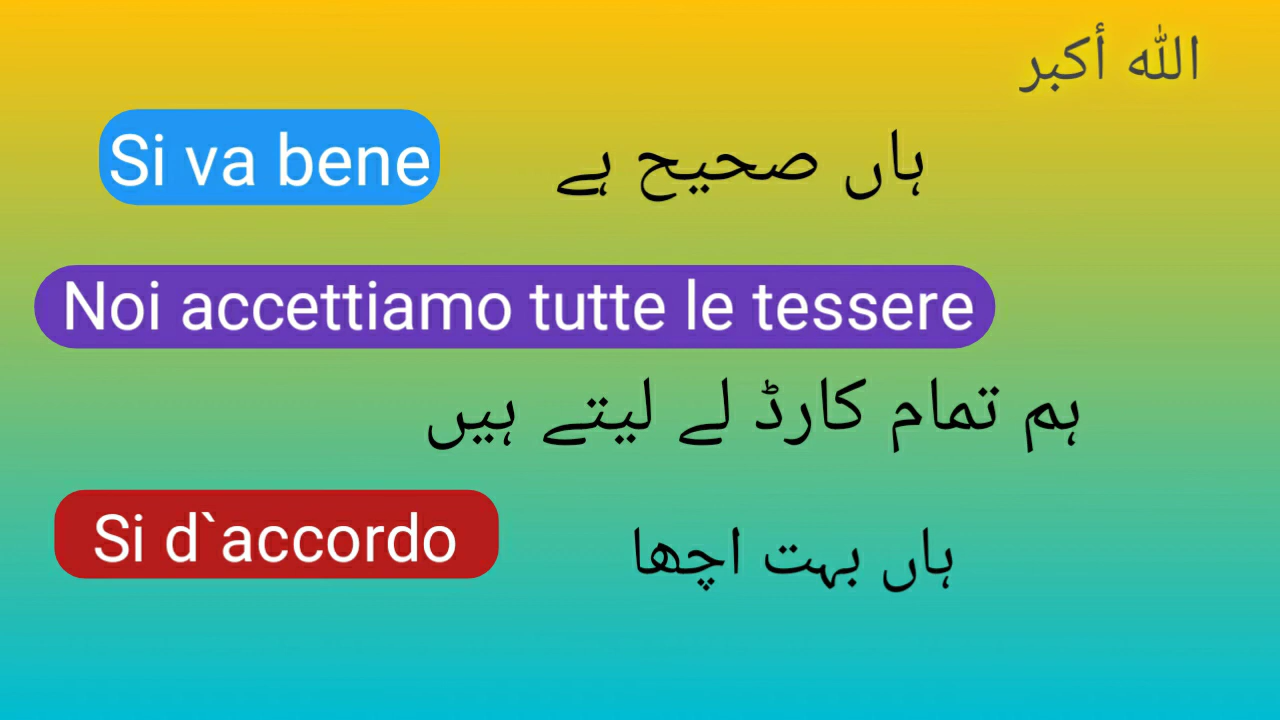 الله أكبر
Si va bene
ہاں صحیح ہے
Noi accettiamo tutte le tessere
ہم تمام کارڈ لے لیتے ہیں
Si d`accordo
ہاں بہت اچھا